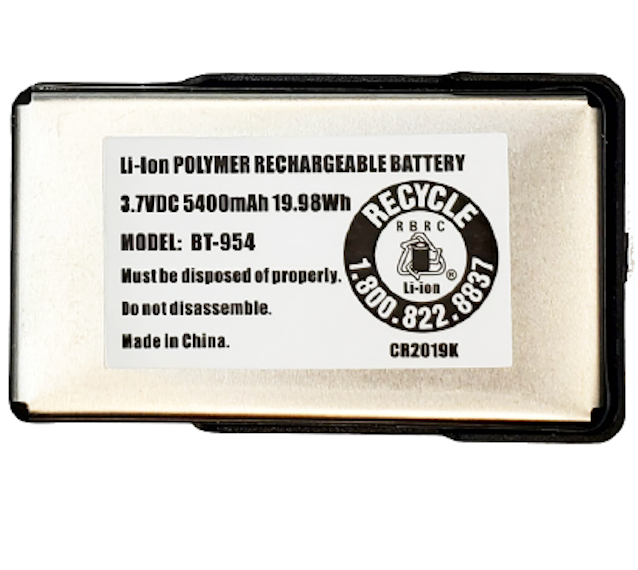 Li-Ion POLYMER RECHARGEABLE BATTERY
3.7VDC 5400mAh 19.98Wh
MODEL: BT-954
Must be disposed of properly.
Do not disassemble.
Made in China.
RECYCLE
RBRC
®
Li-ion
1.800.822.8837
CR2019K